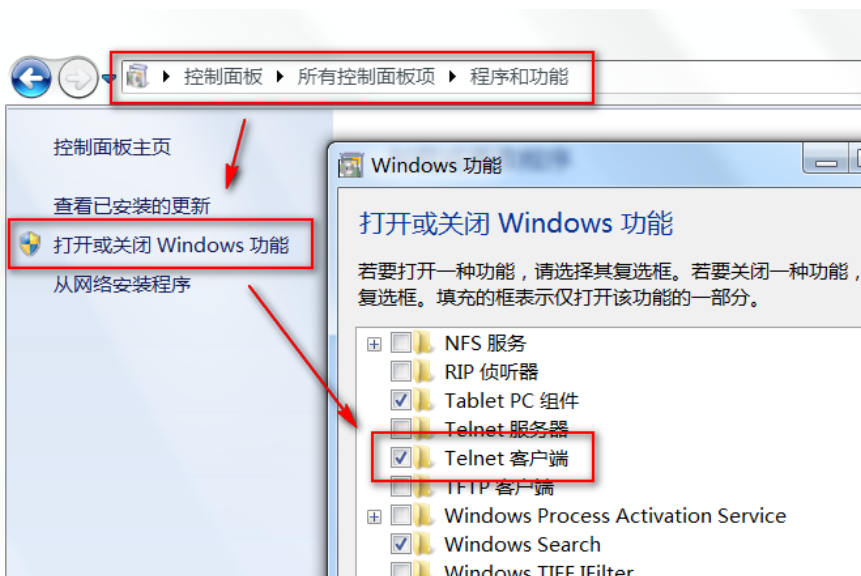 控制面板 ▶ 所有控制面板项 ▶ 程序和功能
控制面板主页
查看已安装的更新
打开或关闭 Windows 功能
从网络安装程序
Windows 功能
打开或关闭 Windows 功能
若要打开一种功能，请选择其复选框。若要关闭一种功能，
复选框。填充的框表示仅打开该功能的一部分。
NFS 服务
RIP 侦听器
Tablet PC 组件
Telnet 服务器
Telnet 客户端
TFTP 客户端
Windows Process Activation Service
Windows Search
Windows TIFF IFilter